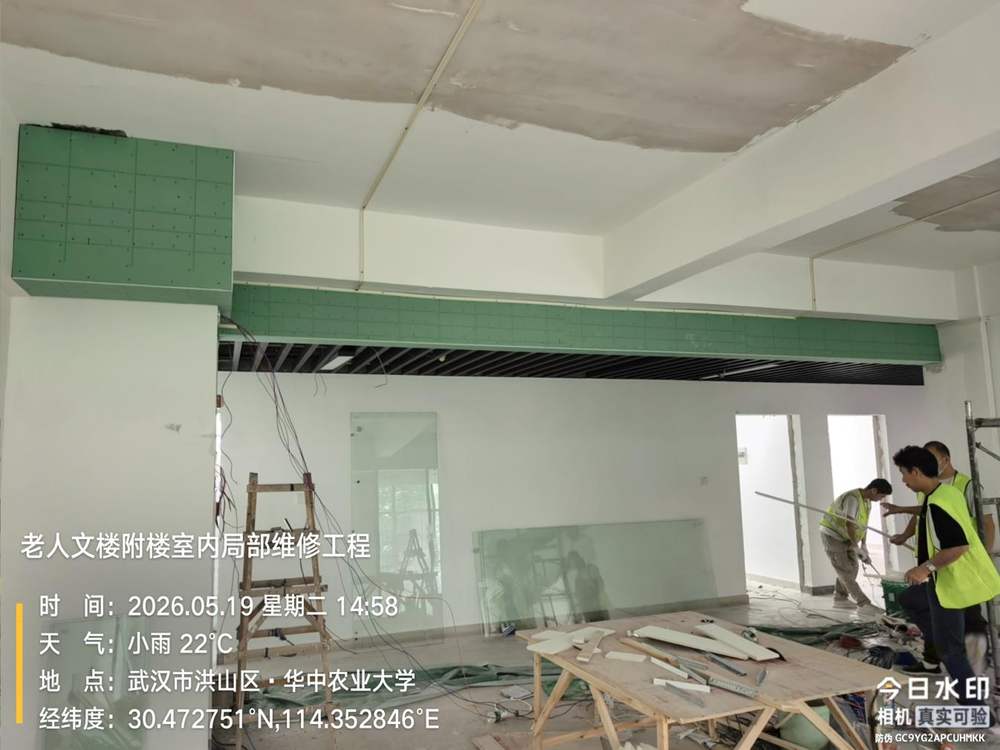 老人文楼附楼室内局部维修工程
时 间：2026.05.19 星期二 14:58
天 气：小雨 22℃
地 点：武汉市洪山区·华中农业大学
经纬度：30.472751°N,114.352846°E
今日水印
相机 真实可验
防伪 GC9YG2APCUHMKK